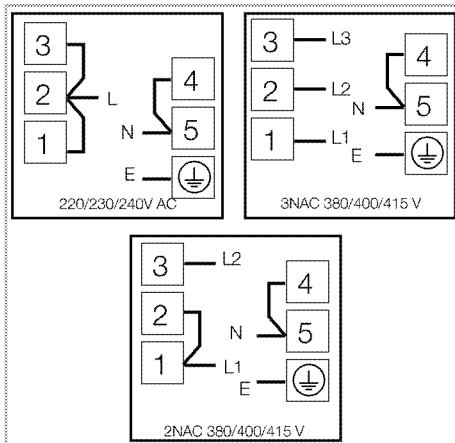 3
2 L
1
4
N 5
E
220/230/240V AC
3 L3
2 L2
1 L1
4
N 5
E
3NAC 380/400/415 V
3 L2
2
1 L1
4
N 5
E
2NAC 380/400/415 V